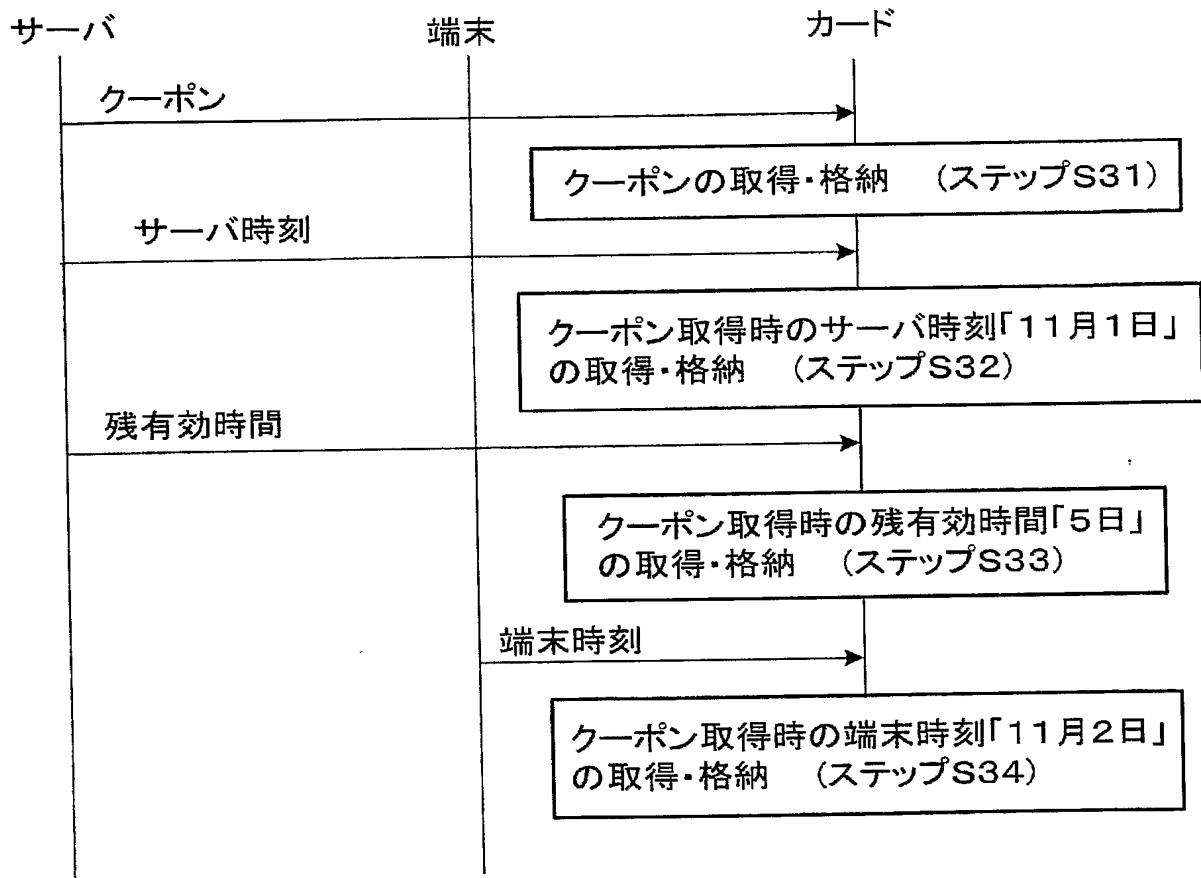 サーバ
端末
カード
クーポン
クーポンの取得・格納　(ステップS31)
サーバ時刻
クーポン取得時のサーバ時刻「11月1日」
の取得・格納　(ステップS32)
残有効時間
クーポン取得時の残有効時間「5日」
の取得・格納　(ステップS33)
端末時刻
クーポン取得時の端末時刻「11月2日」
の取得・格納　(ステップS34)